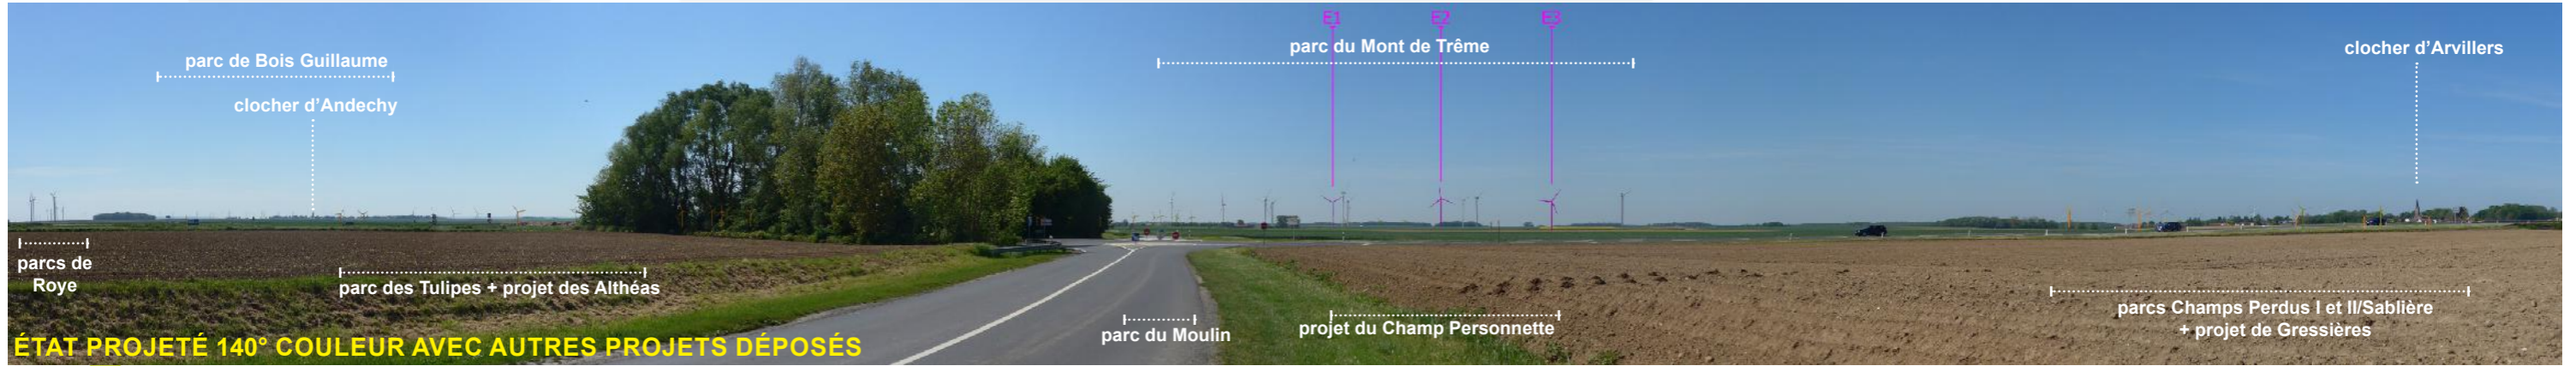 E1
E2
E3
parc du Mont de Trême
clocher d'Arvillers
parc de Bois Guillaume
clocher d'Andechy
parcs de
Roye
parc des Tulipes + projet des Althéas
parc du Moulin
projet du Champ Personnette
parcs Champs Perdus I et II/Sablière
+ projet de Gressières
ÉTAT PROJETÉ 140° COULEUR AVEC AUTRES PROJETS DÉPOSÉS